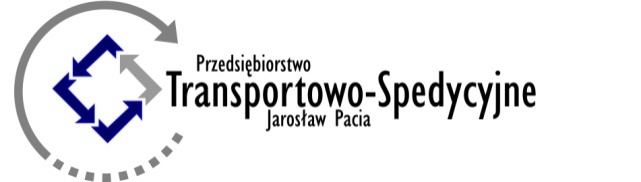 Przedsiębiorstwo
Transportowo-Spedycyjne
Jarosław Pacia